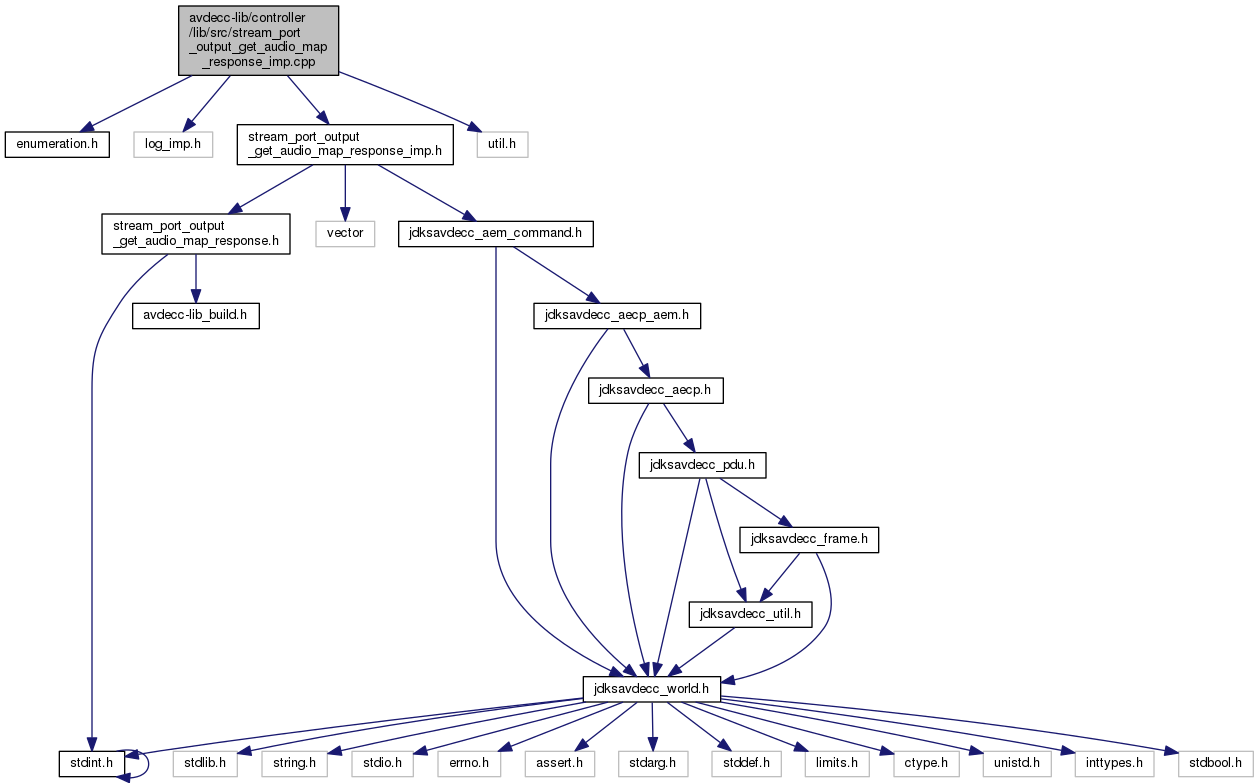 avdecc-lib/controller
/lib/src/stream_port
_output_get_audio_map
_response_imp.cpp
enumeration.h
log_imp.h
stream_port_output
_get_audio_map_response_imp.h
util.h
stream_port_output
_get_audio_map_response.h
vector
jdksavdecc_aem_command.h
avdecc-lib_build.h
jdksavdecc_aecp_aem.h
jdksavdecc_aecp.h
jdksavdecc_pdu.h
jdksavdecc_frame.h
jdksavdecc_util.h
jdksavdecc_world.h
stdint.h
stdlib.h
string.h
stdio.h
errno.h
assert.h
stdarg.h
stddef.h
limits.h
ctype.h
unistd.h
inttypes.h
stdbool.h